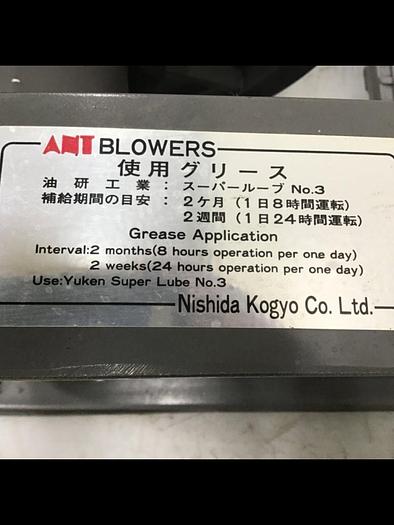 ANT BLOWERS
使用グリース
油研工業 : スーパールーブ No.3
補給期間の目安 : 2ケ月 (1日8時間運転)
2週間 (1日24時間運転)
Grease Application
Interval:2 months(8 hours operation per one day)
2 weeks(24 hours operation per one day)
Use:Yuken Super Lube No.3
Nishida Kogyo Co. Ltd.